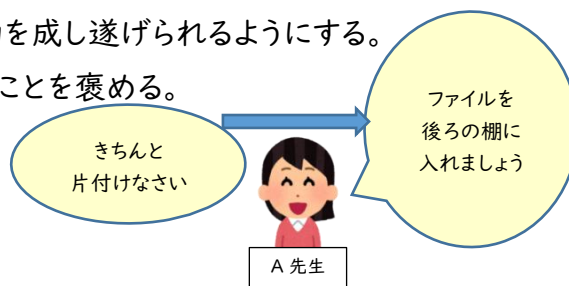 を成し遂げられるようにする。
ことを褒める。
きちんと
片付けなさい
ファイルを
後ろの棚に
入れましょう
A 先生